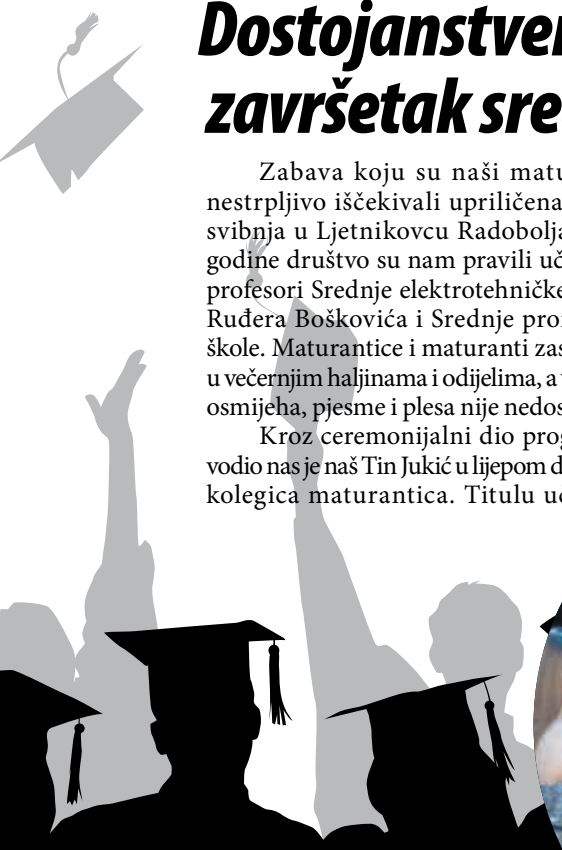 Dostojanstven
završetak sre
Zabava koju su naši matu
nestrpljivo iščekivali upriličena
svibnja u Ljetnikovcu Radobolja
godine društvo su nam pravili uč
profesori Srednje elektrotehničke
Ruđera Boškovića i Srednje pro
škole. Maturantice i maturanti zas
u večernjim haljinama i odijelima, a
osmijeha, pjesme i plesa nije nedos
Kroz ceremonijalni dio prog
vodio nas je naš Tin Jukić u lijepom d
kolegica maturantica. Titulu